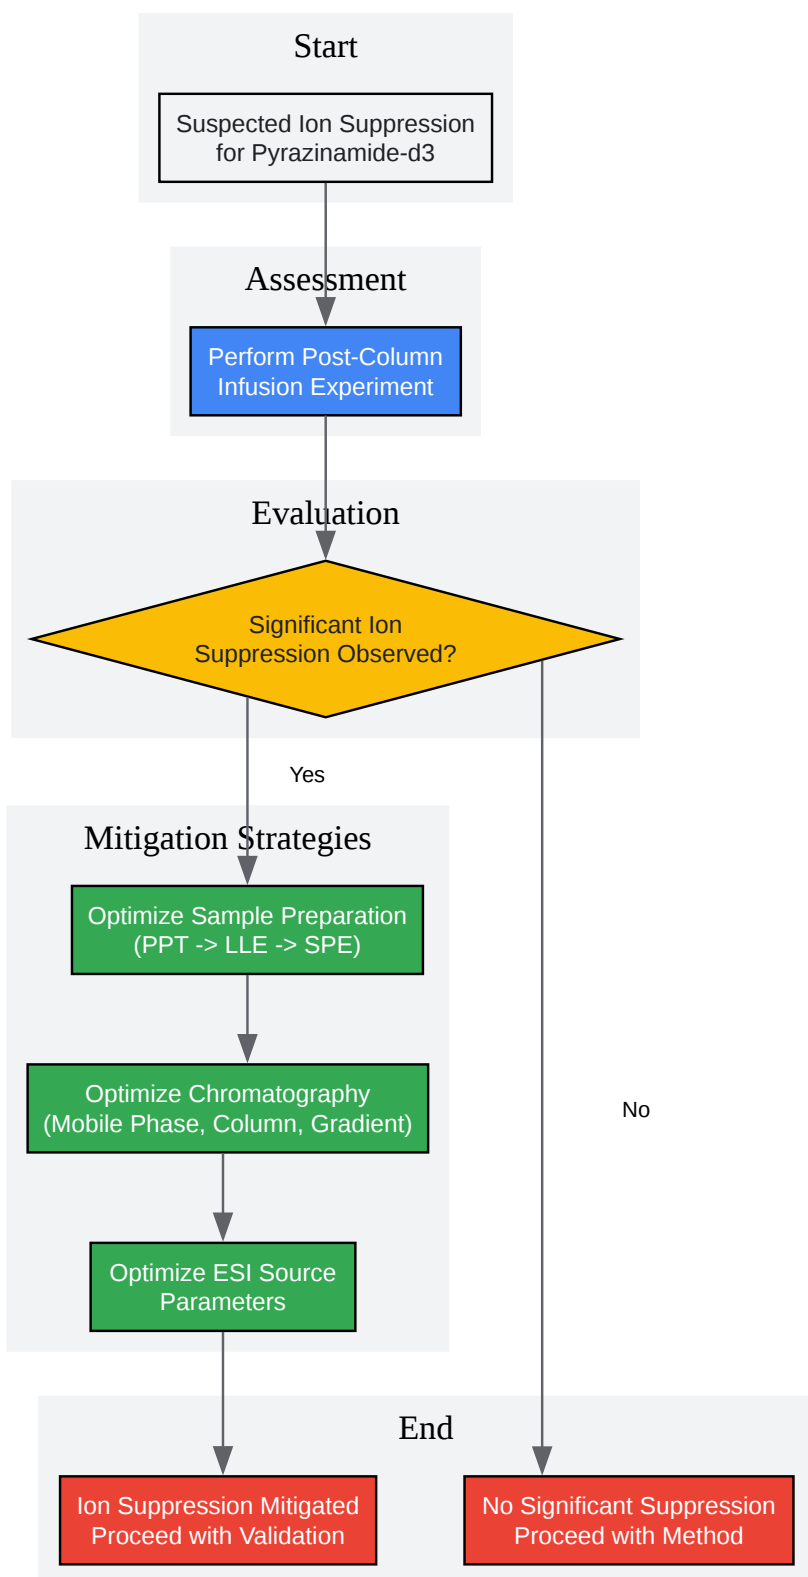 Start
Suspected Ion Suppression
for Pyrazinamide-d3
Assessment
Perform Post-Column
Infusion Experiment
Evaluation
Significant Ion
Suppression Observed?
Yes
Mitigation Strategies
Optimize Sample Preparation
(PPT -> LLE -> SPE)
Optimize Chromatography
(Mobile Phase, Column, Gradient)
No
Optimize ESI Source
Parameters
End
Ion Suppression Mitigated
Proceed with Validation
No Significant Suppression
Proceed with Method